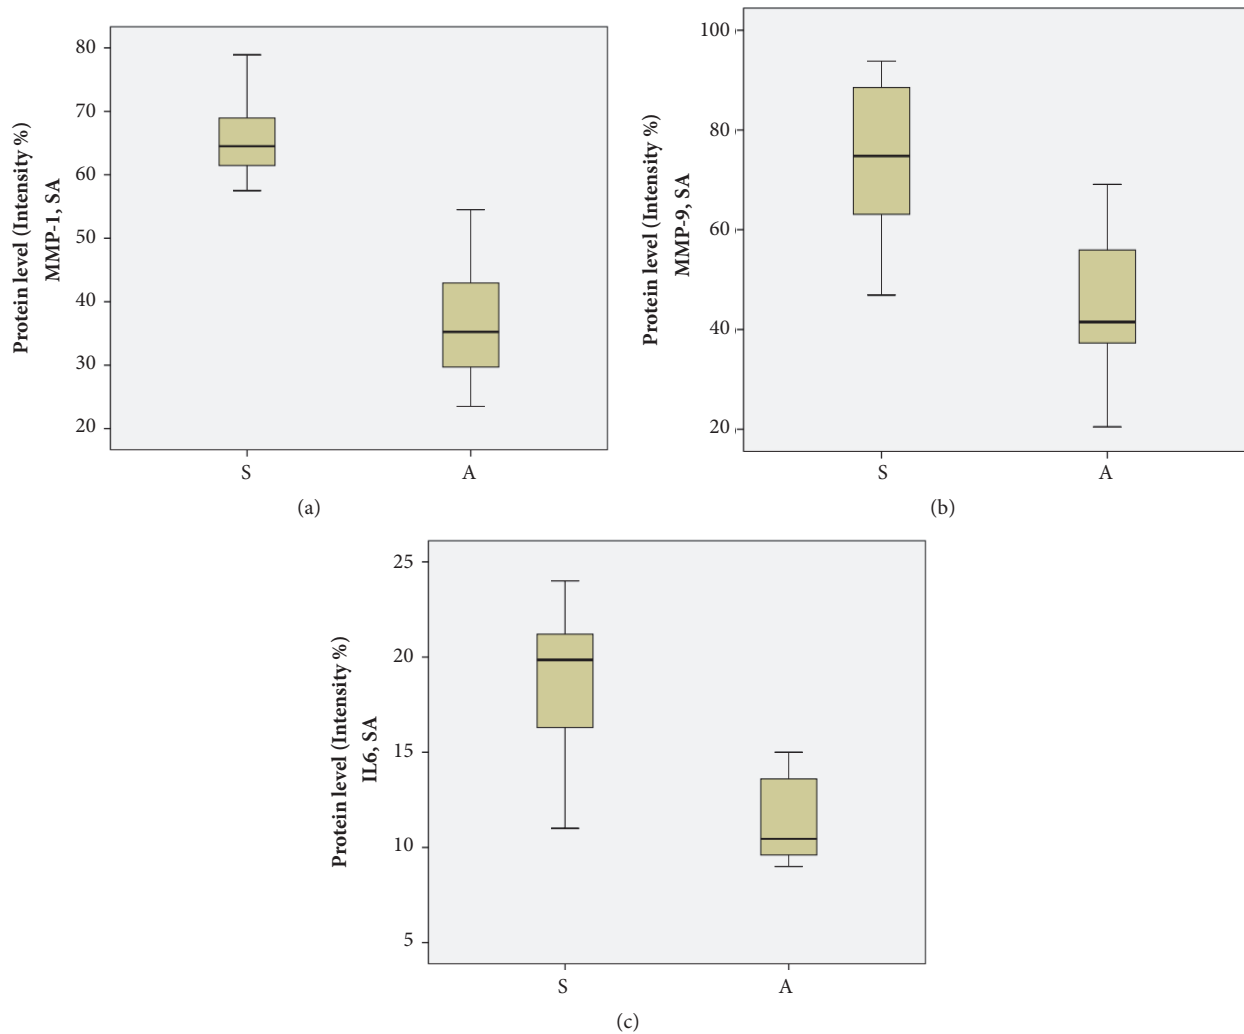 Protein level (Intensity %)
MMP-1, SA
80
70
60
50
40
30
20
S
A
(a)
Protein level (Intensity %)
MMP-9, SA
100
80
60
40
20
S
A
(b)
Protein level (Intensity %)
IL6, SA
25
20
15
10
5
S
A
(c)